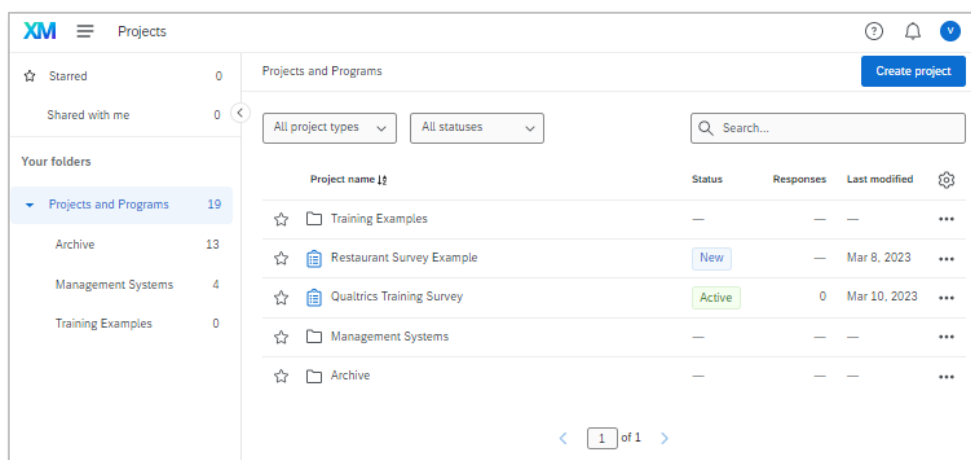 XM Projects ? V
Starred 0
Shared with me 0
Your folders
Projects and Programs 19
Archive 13
Management Systems 4
Training Examples 0
Projects and Programs Create project
All project types All statuses Search...
Project name Status Responses Last modified
Training Examples — — —
Restaurant Survey Example New — Mar 8, 2023
Qualtrics Training Survey Active 0 Mar 10, 2023
Management Systems — — —
Archive — — —
1 of 1